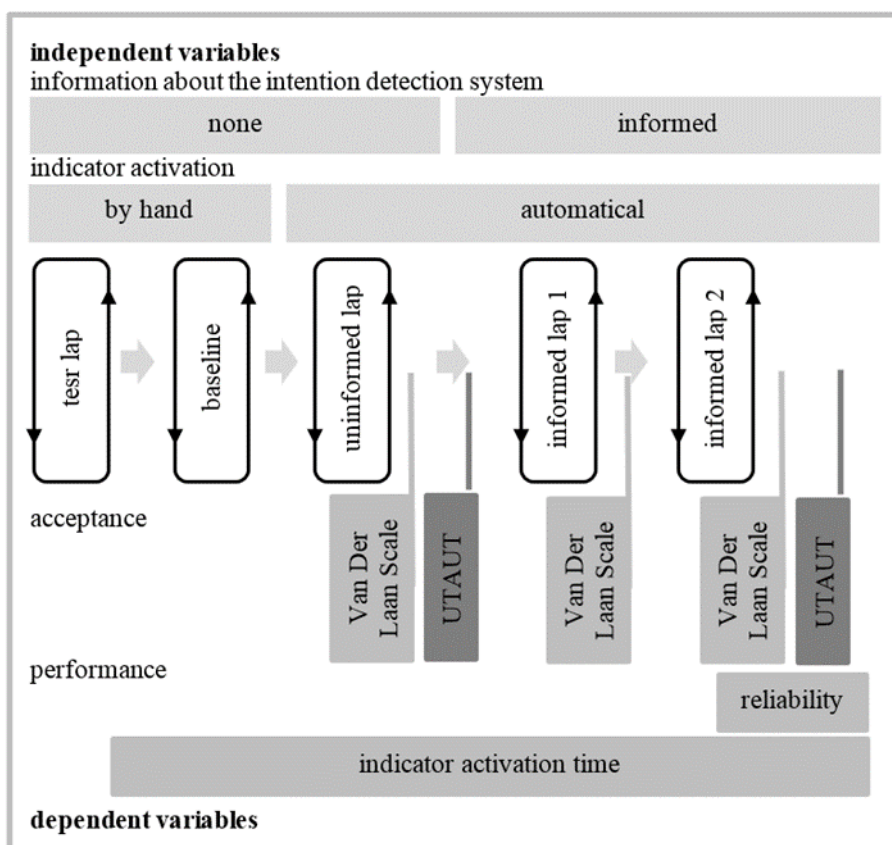 independent variables
information about the intention detection system
none
informed
indicator activation
by hand
automatical
tesr lap
baseline
uninformed lap
informed lap 1
informed lap 2
acceptance
Van Der
Laan Scale
UTAUT
Van Der
Laan Scale
Van Der
Laan Scale
UTAUT
performance
reliability
indicator activation time
dependent variables